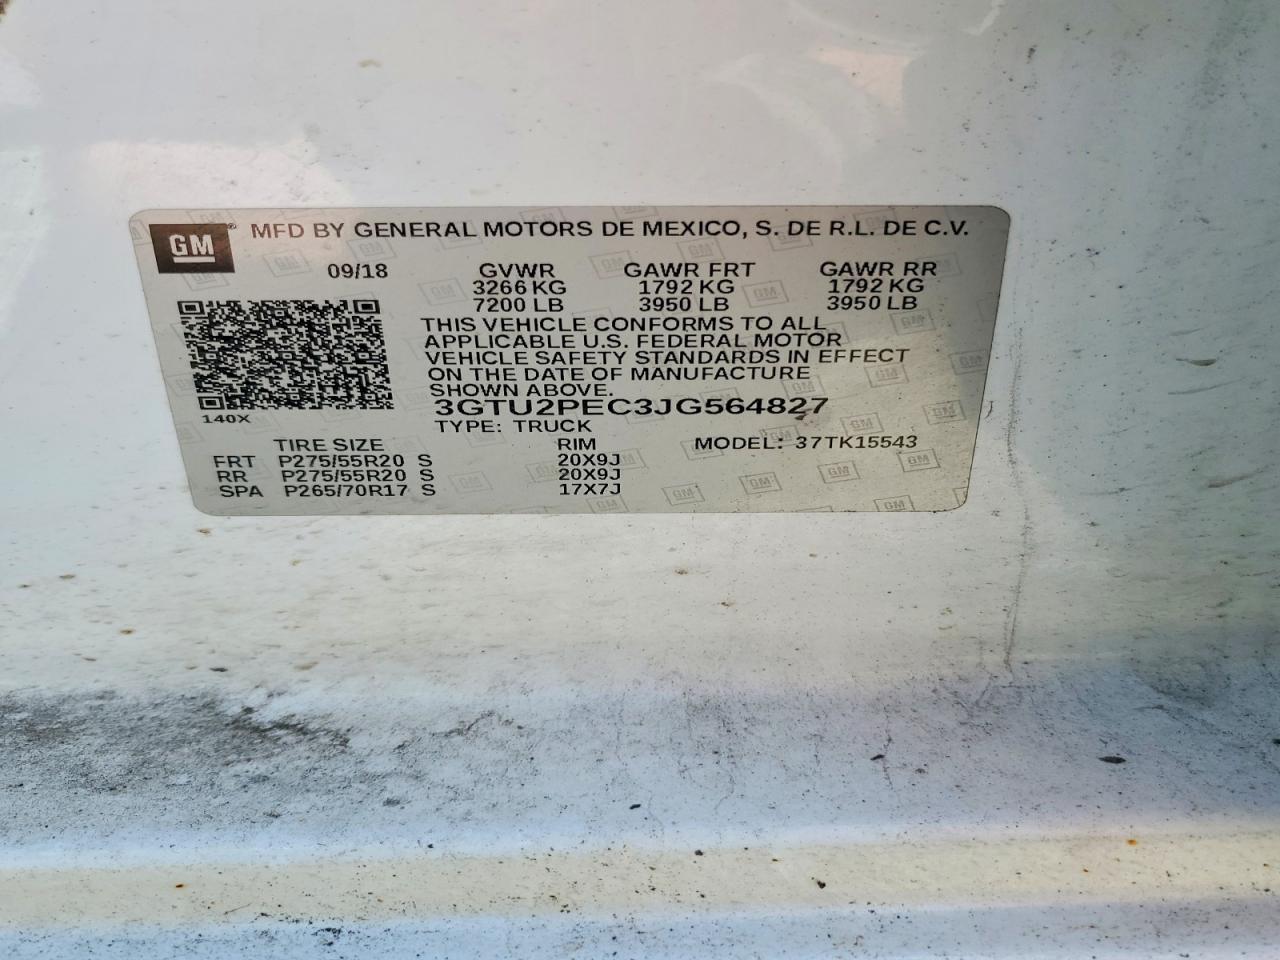 GM ® MFD BY GENERAL MOTORS DE MEXICO, S. DE R.L. DE C.V.
09/18 GVWR GAWR FRT GAWR RR
3266 KG 1792 KG 1792 KG
7200 LB 3950 LB 3950 LB
THIS VEHICLE CONFORMS TO ALL
APPLICABLE U.S. FEDERAL MOTOR
VEHICLE SAFETY STANDARDS IN EFFECT
ON THE DATE OF MANUFACTURE
SHOWN ABOVE.
140X 3GTU2PEC3JG564827
TYPE: TRUCK
TIRE SIZE RIM MODEL: 37TK15543
FRT P275/55R20 S 20X9J
RR P275/55R20 S 20X9J
SPA P265/70R17 S 17X7J